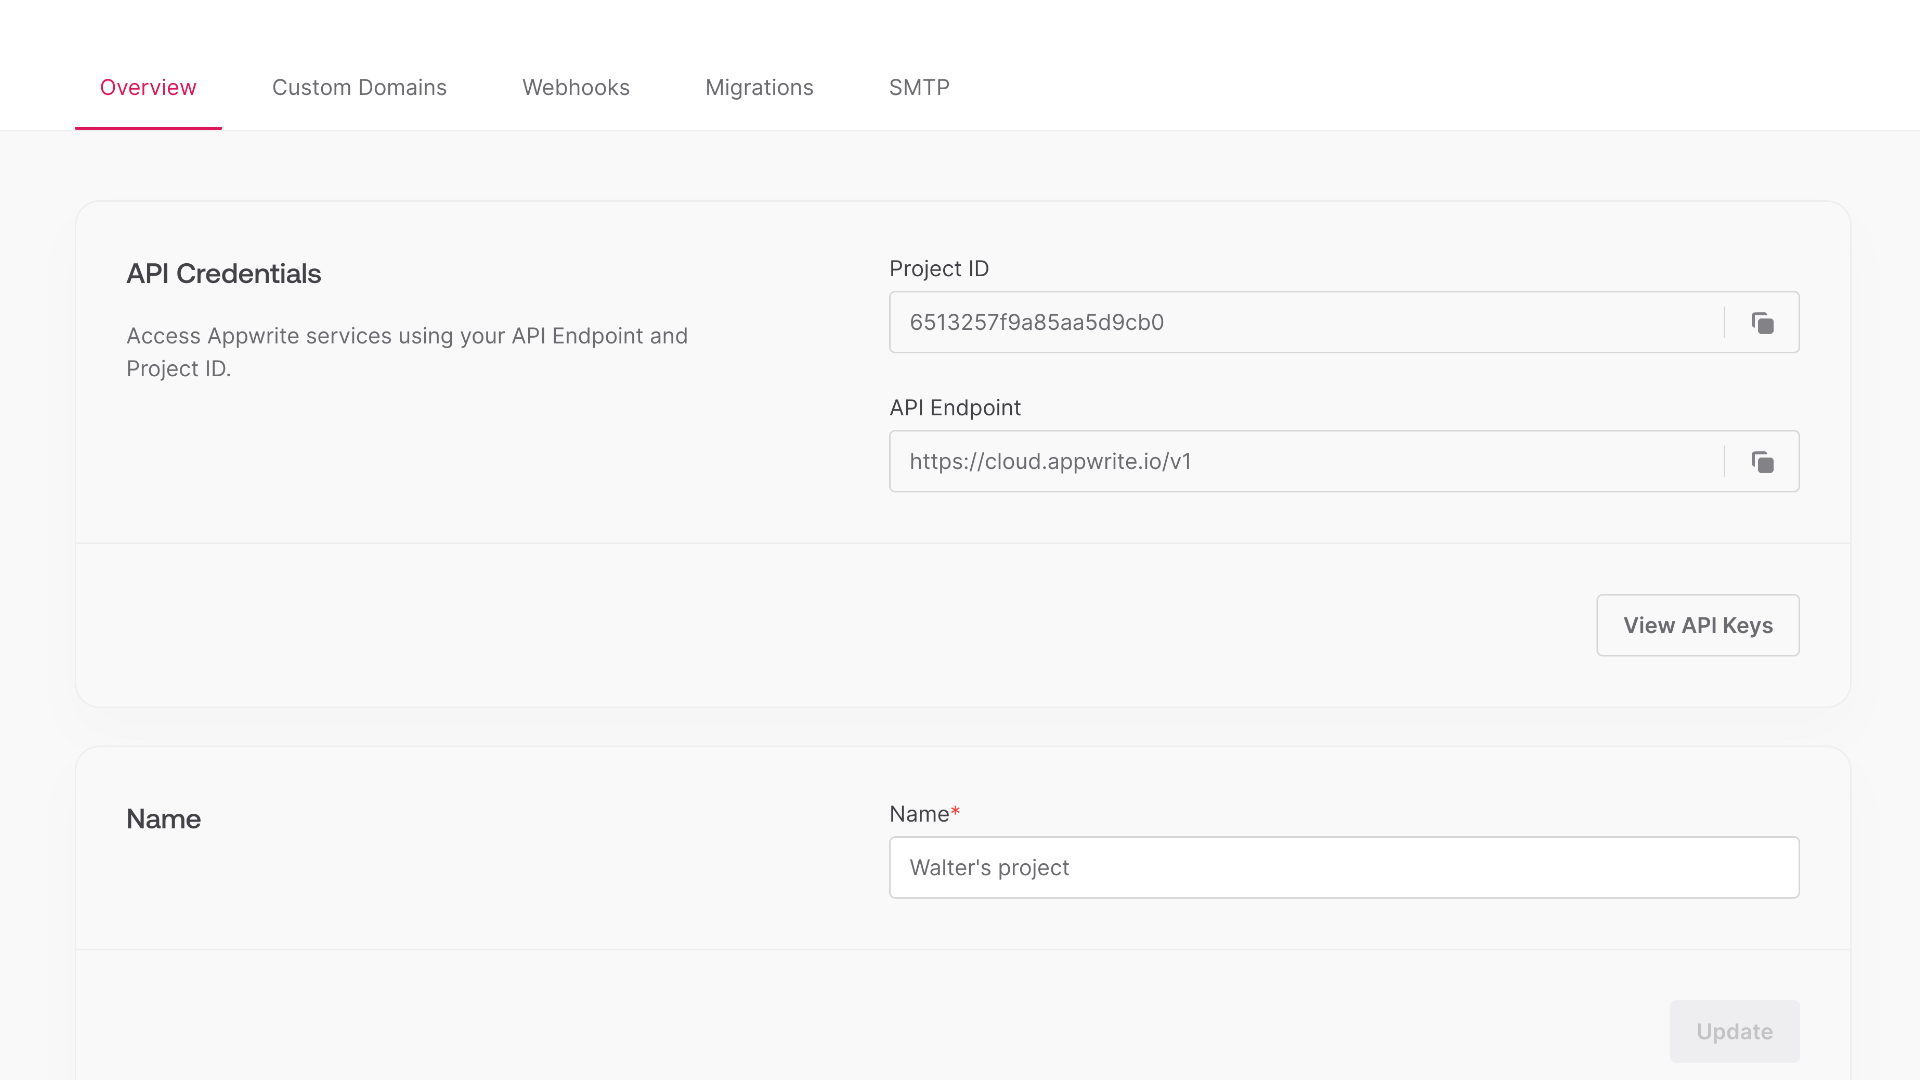 Overview
Custom Domains
Webhooks
Migrations
SMTP
API Credentials
Access Appwrite services using your API Endpoint and
Project ID.
Project ID
6513257f9a85aa5d9cb0
API Endpoint
https://cloud.appwrite.io/v1
View API Keys
Name
Name*
Walter's project
Update